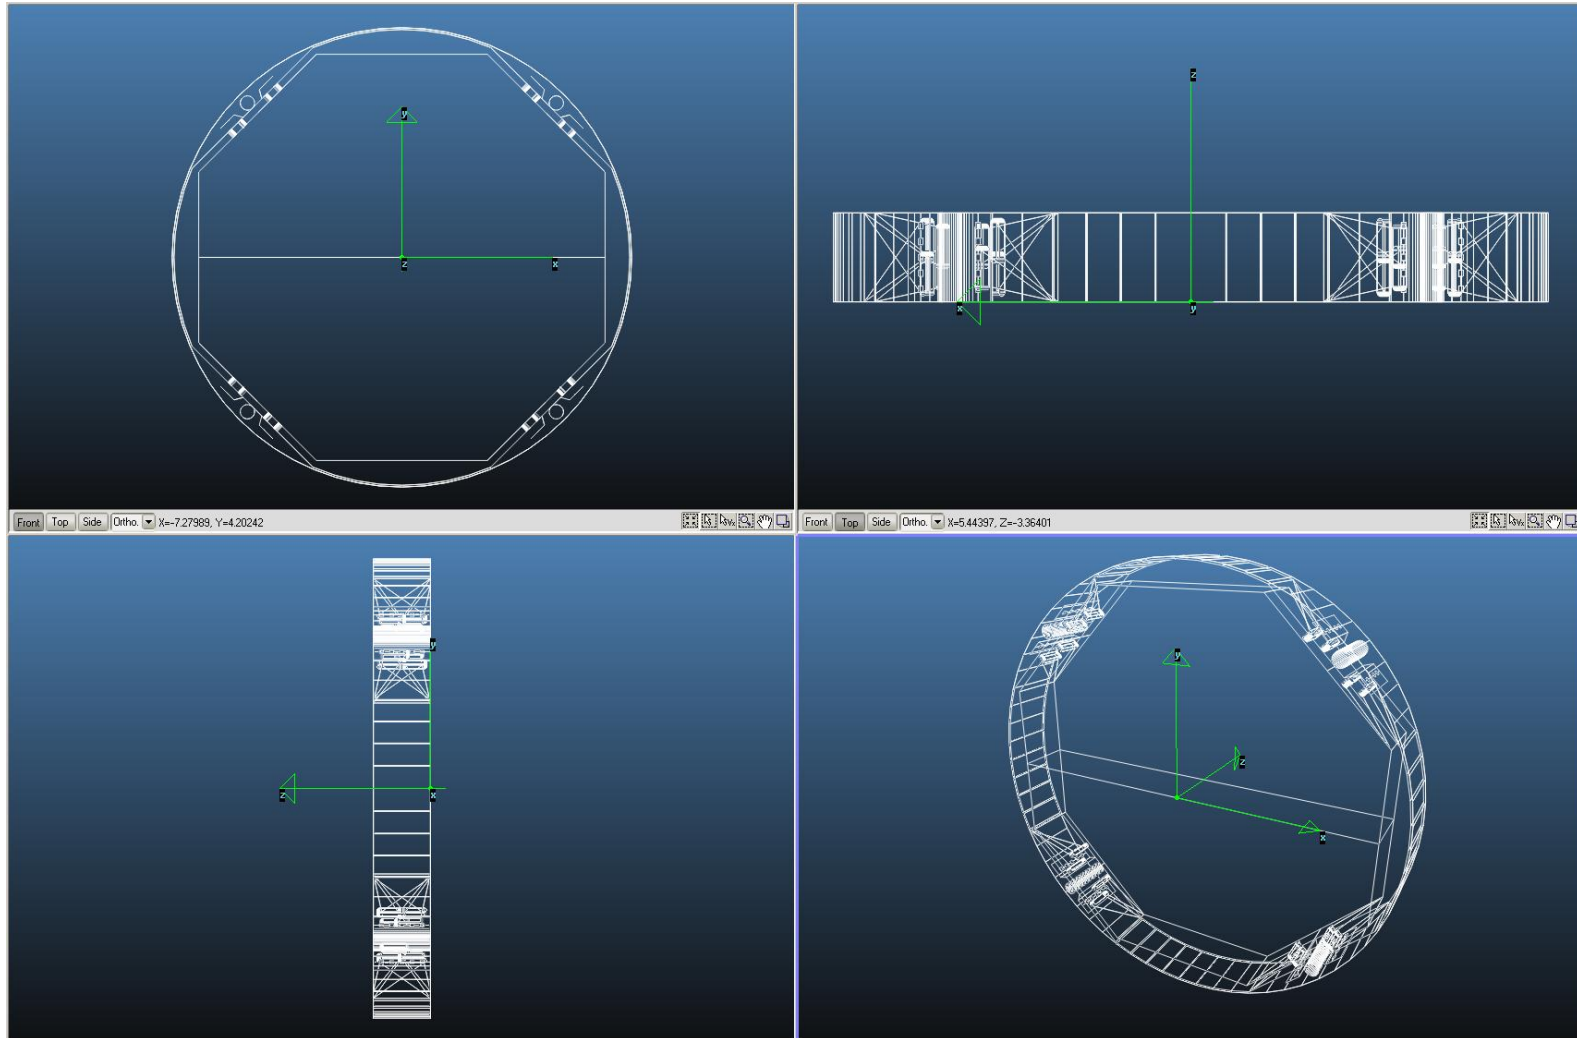 y
z
x
z
x
y
Front Top Side Ortho. X=-7.27989, Y=4.20242
Front Top Side Ortho. X=5.44397, Z=-3.36401
y
z
x
y
z
x